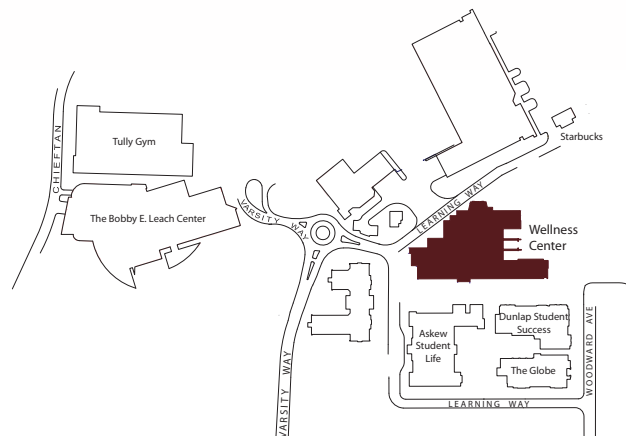 Starbucks
Tully Gym
CHIEFTAN
The Bobby E. Leach Center
VARSITY WAY
LEARNING WAY
Wellness
Center
Askew
Student
Life
Dunlap Student
Success
The Globe
WOODWARD AVE
VARSITY WAY
LEARNING WAY